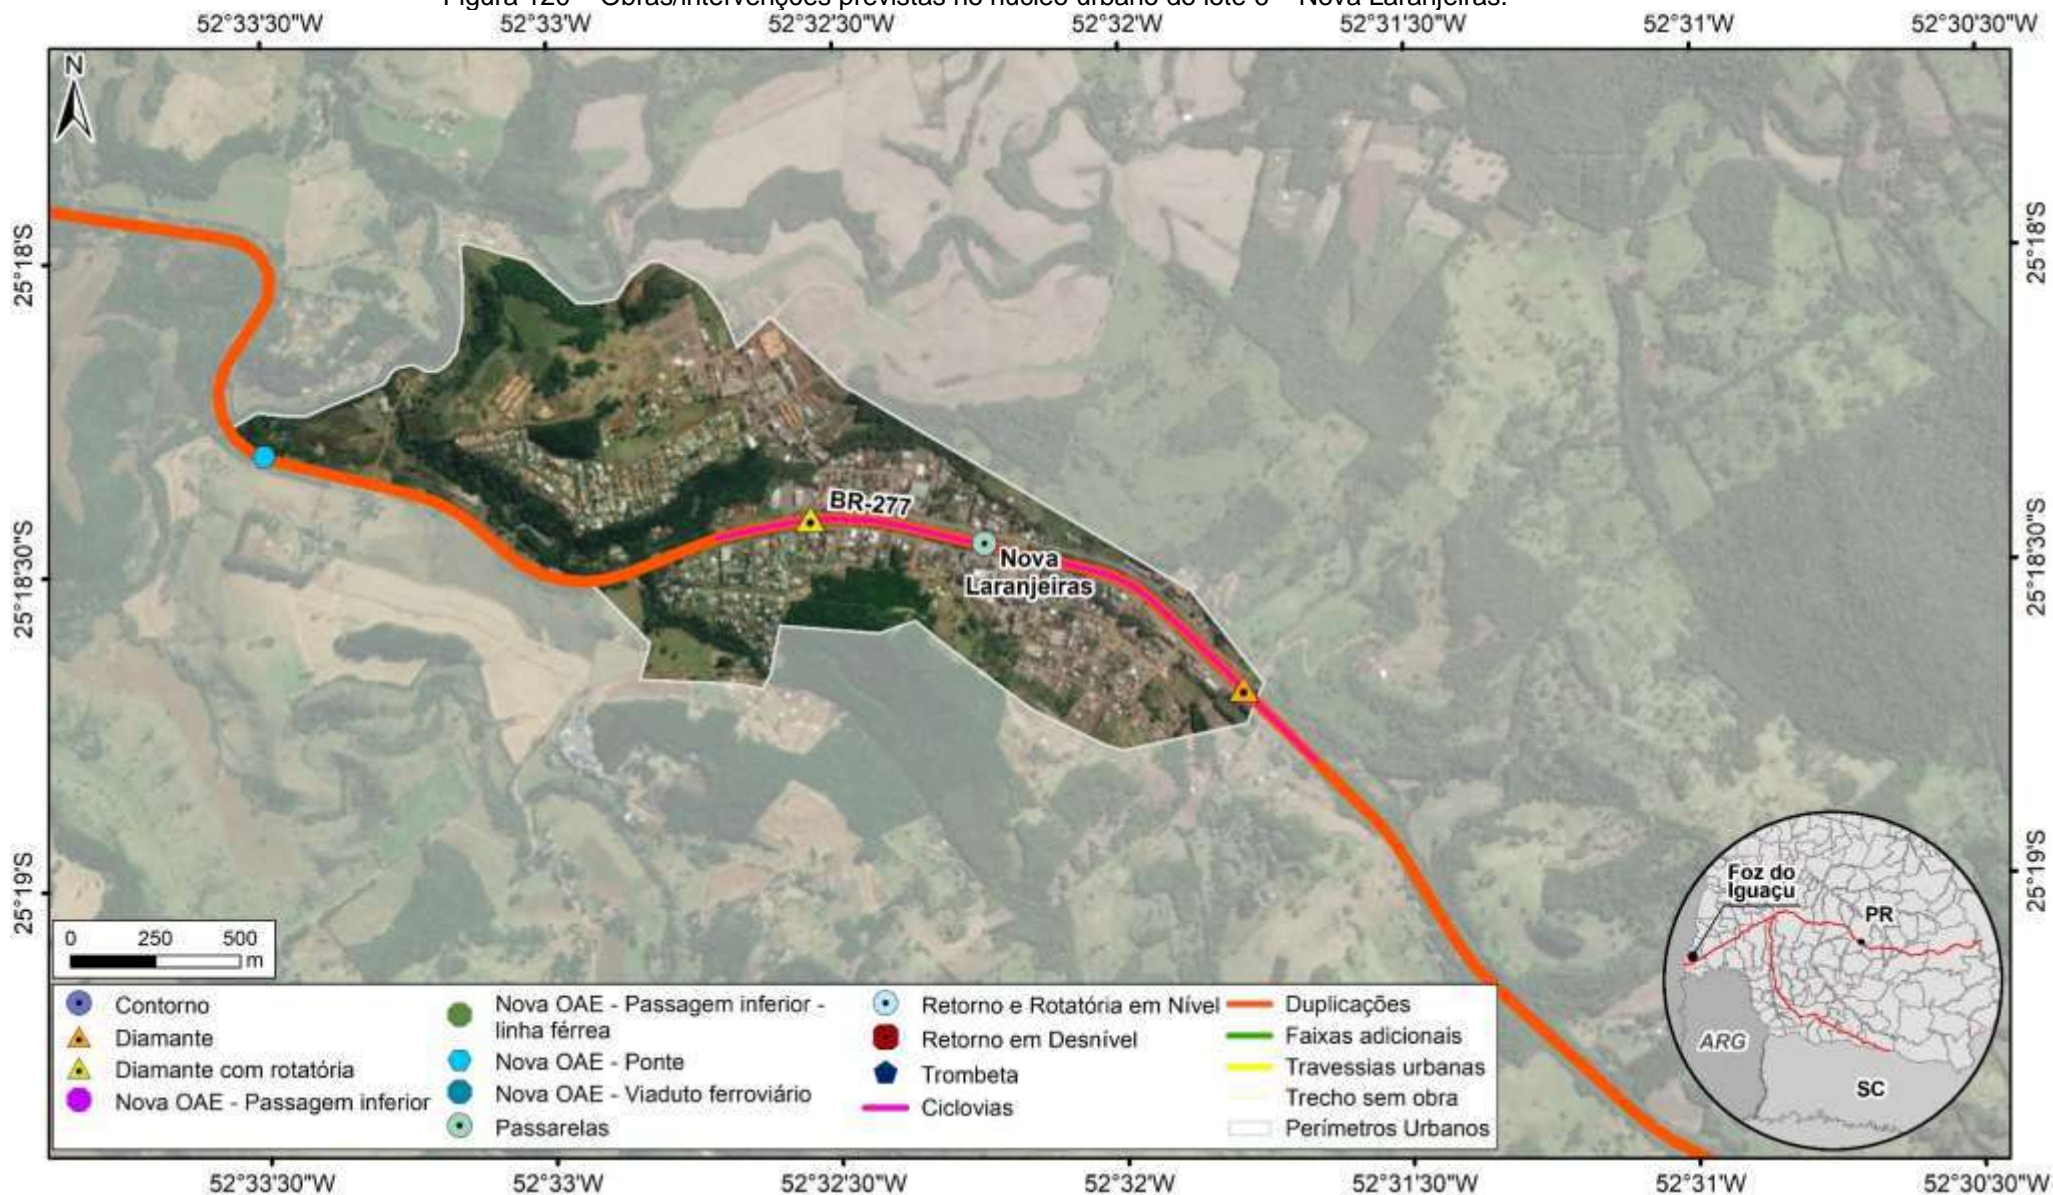 Figura 120 – Obras/intervenções previstas no núcleo urbano do lote 6 – Nova Laranjeiras.
52°33'30"W 52°33'W 52°32'30"W 52°32'W 52°31'30"W 52°31'W 52°30'30"W
N
25°18'S
25°18'S
BR-277
Nova
Laranjeiras
25°18'30"S
25°18'30"S
25°19'S
25°19'S
0 250 500
m
Foz do
Iguaçu
PR
ARG
SC
Contorno
Diamante
Diamante com rotatória
Nova OAE - Passagem inferior
Nova OAE - Passagem inferior -
linha férrea
Nova OAE - Ponte
Nova OAE - Viaduto ferroviário
Passarelas
Retorno e Rotatória em Nível
Retorno em Desnível
Trombeta
Ciclovias
Duplicações
Faixas adicionais
Travessias urbanas
Trecho sem obra
Perímetros Urbanos
52°33'30"W 52°33'W 52°32'30"W 52°32'W 52°31'30"W 52°31'W 52°30'30"W